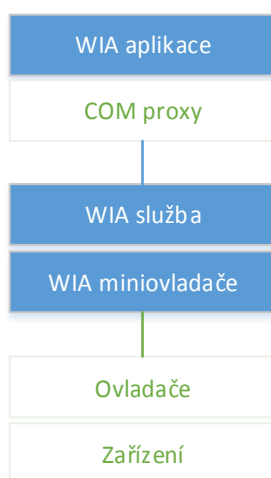 WIA aplikace
COM proxy
WIA služba
WIA miniovladače
Ovladače
Zařízení